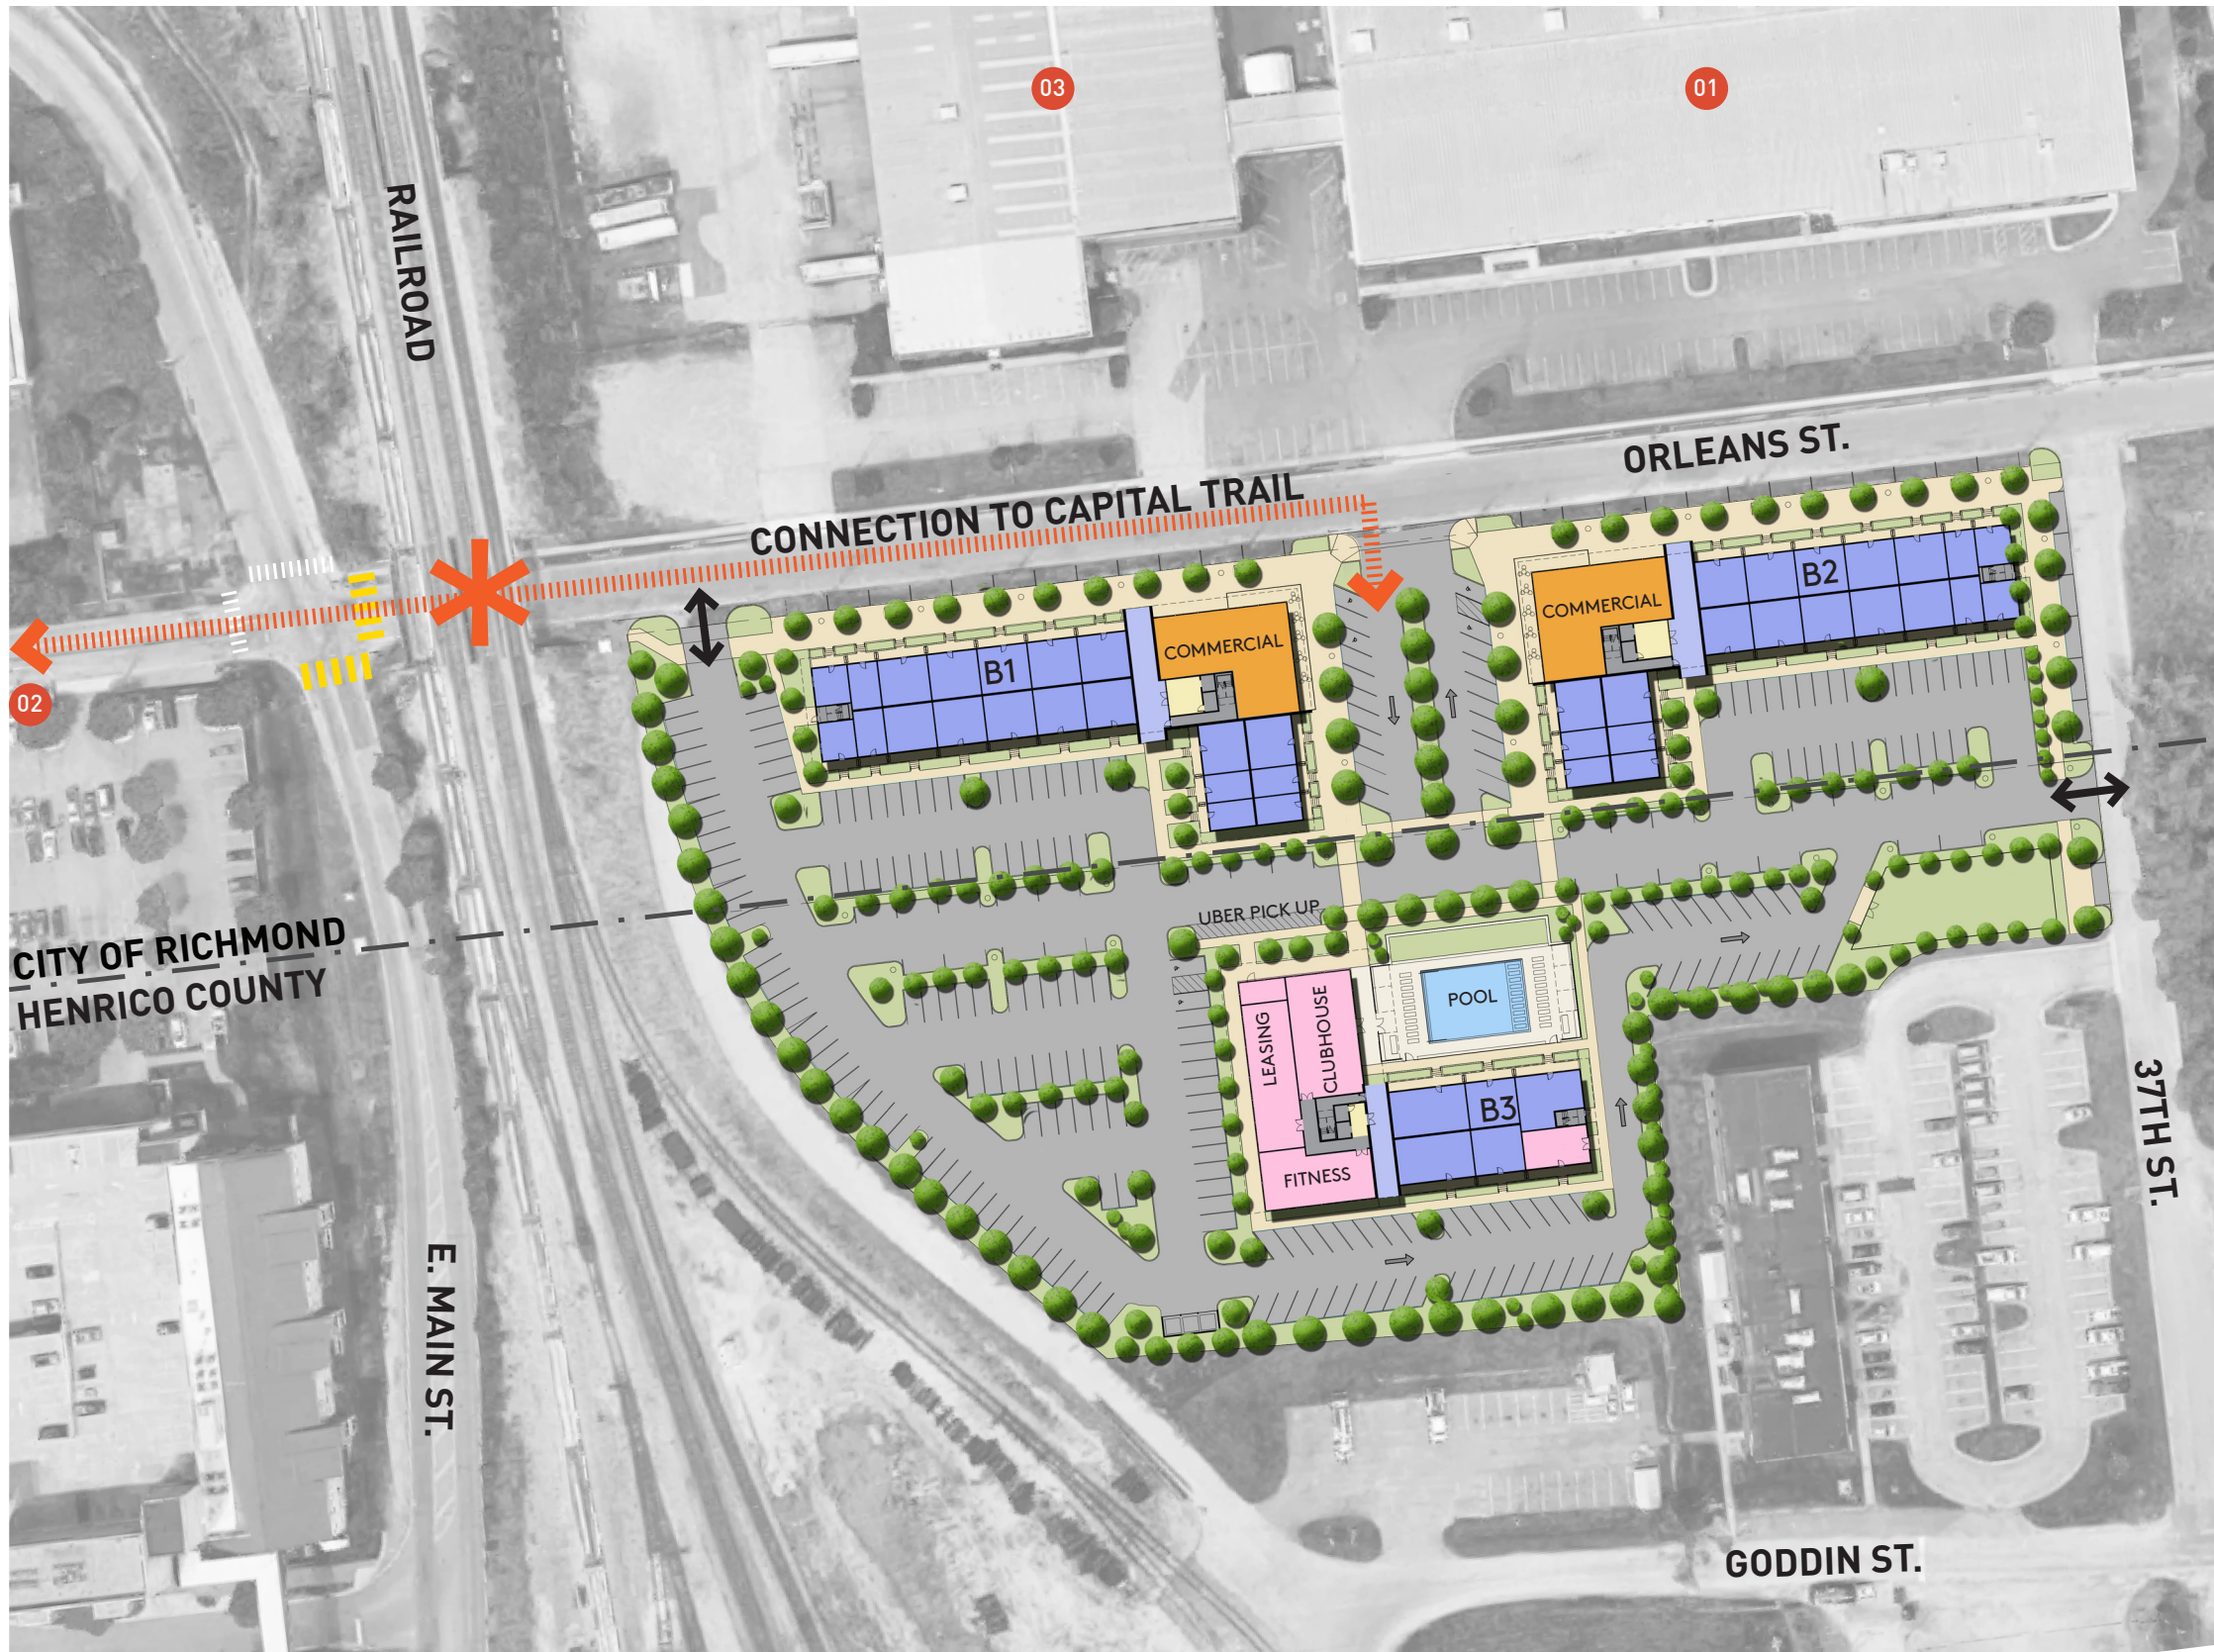 03
01
RAILROAD
ORLEANS ST.
CONNECTION TO CAPITAL TRAIL
B2
COMMERCIAL
COMMERCIAL
B1
02
UBER PICK UP
CITY OF RICHMOND
HENRICO COUNTY
POOL
LEASING
CLUBHOUSE
B3
FITNESS
37TH ST.
E. MAIN ST.
GODDIN ST.